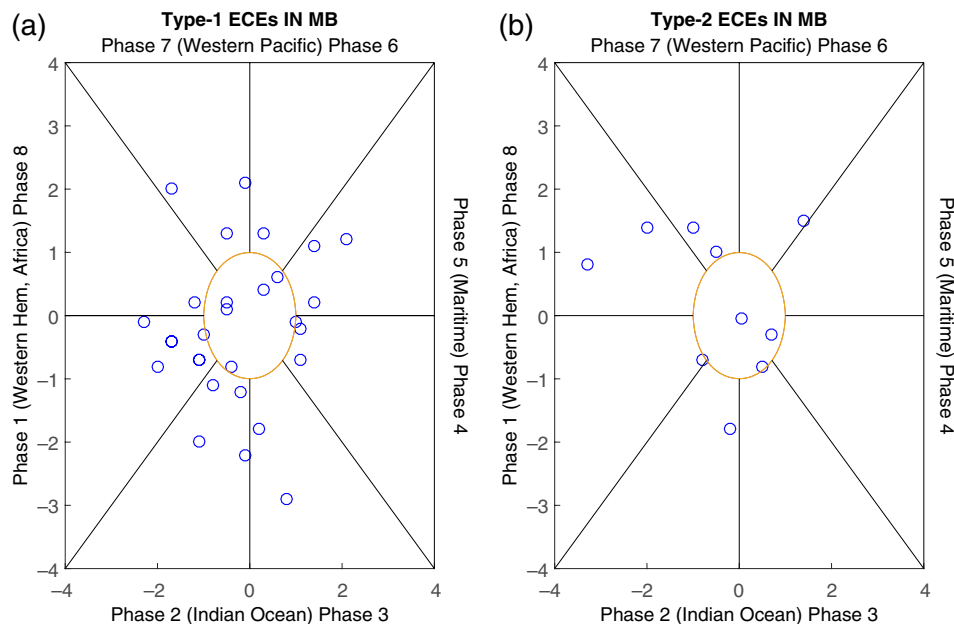 (a)
Type-1 ECEs IN MB
Phase 7 (Western Pacific) Phase 6
Phase 1 (Western Hem, Africa) Phase 8
4
3
2
1
0
−1
−2
−3
−4
−4
−2
0
2
4
Phase 2 (Indian Ocean) Phase 3
Phase 5 (Maritime) Phase 4
(b)
Type-2 ECEs IN MB
Phase 7 (Western Pacific) Phase 6
Phase 1 (Western Hem, Africa) Phase 8
4
3
2
1
0
−1
−2
−3
−4
−4
−2
0
2
4
Phase 2 (Indian Ocean) Phase 3
Phase 5 (Maritime) Phase 4